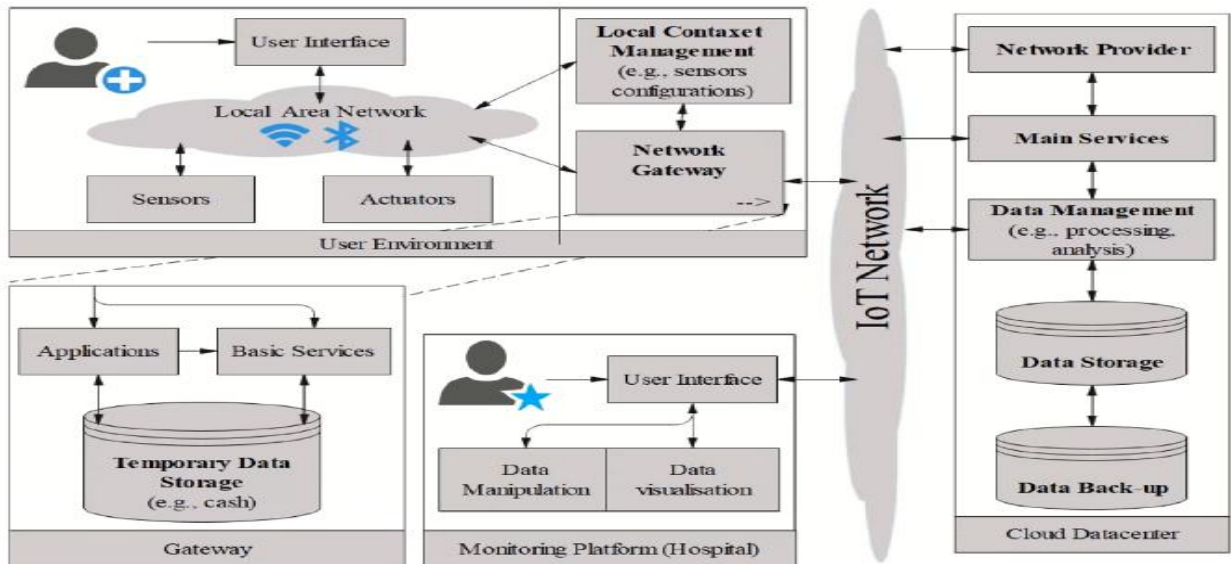 User Interface
Local Area Network
Sensors
Actuators
Local Contaxet
Management
(e.g., sensors
configurations)
Network
Gateway
-->
User Environment
Applications
Basic Services
Temporary Data
Storage
(e.g., cash)
Gateway
User Interface
Data
Manipulation
Data
visualisation
Monitoring Platform (Hospital)
IoT Network
Network Provider
Main Services
Data Management
(e.g., processing,
analysis)
Data Storage
Data Back-up
Cloud Datacenter